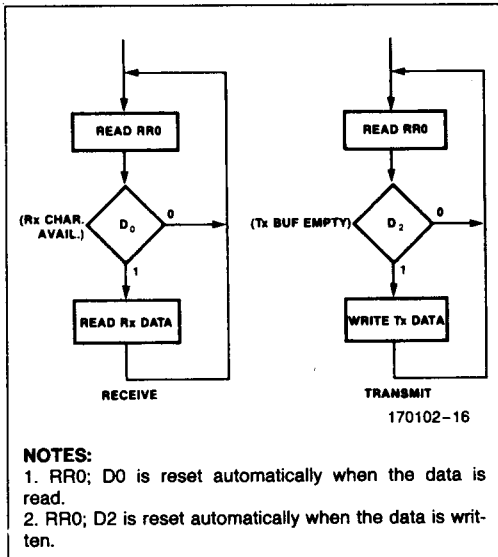 READ RR0
(Rx CHAR.
AVAIL.)
D₀
0
1
READ Rx DATA
RECEIVE
READ RR0
(Tx BUF EMPTY)
D₂
0
1
WRITE Tx DATA
TRANSMIT
170102-16
NOTES:
1. RR0; D0 is reset automatically when the data is
read.
2. RR0; D2 is reset automatically when the data is writ-
ten.